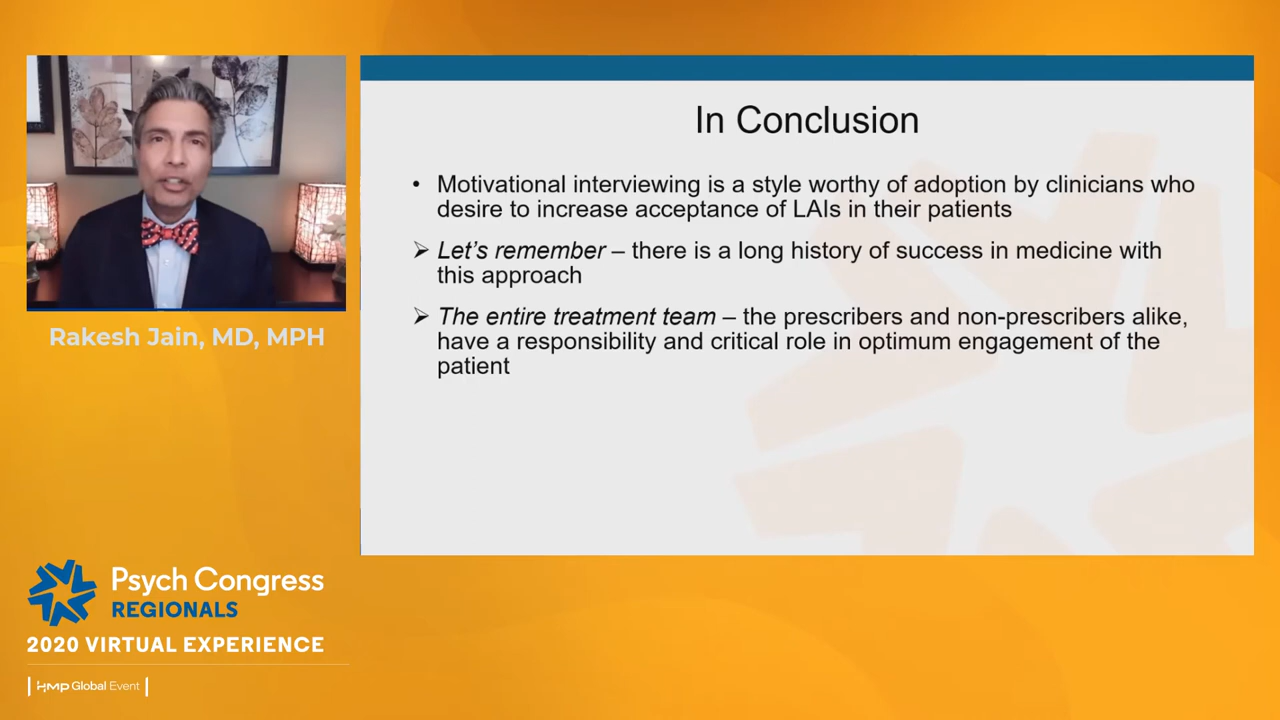 Rakesh Jain, MD, MPH
In Conclusion
• Motivational interviewing is a style worthy of adoption by clinicians who
desire to increase acceptance of LAIs in their patients
➢ Let’s remember – there is a long history of success in medicine with
this approach
➢ The entire treatment team – the prescribers and non-prescribers alike,
have a responsibility and critical role in optimum engagement of the
patient
Psych Congress
REGIONALS
2020 VIRTUAL EXPERIENCE
HMP Global Event